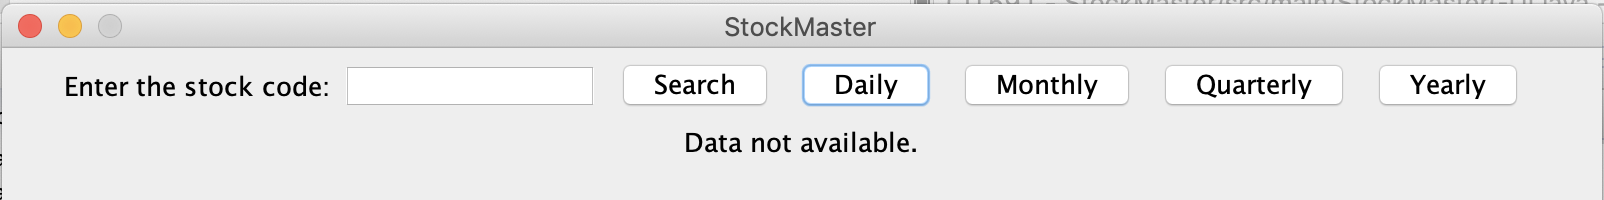 StockMaster
Enter the stock code: Search Daily Monthly Quarterly Yearly
Data not available.